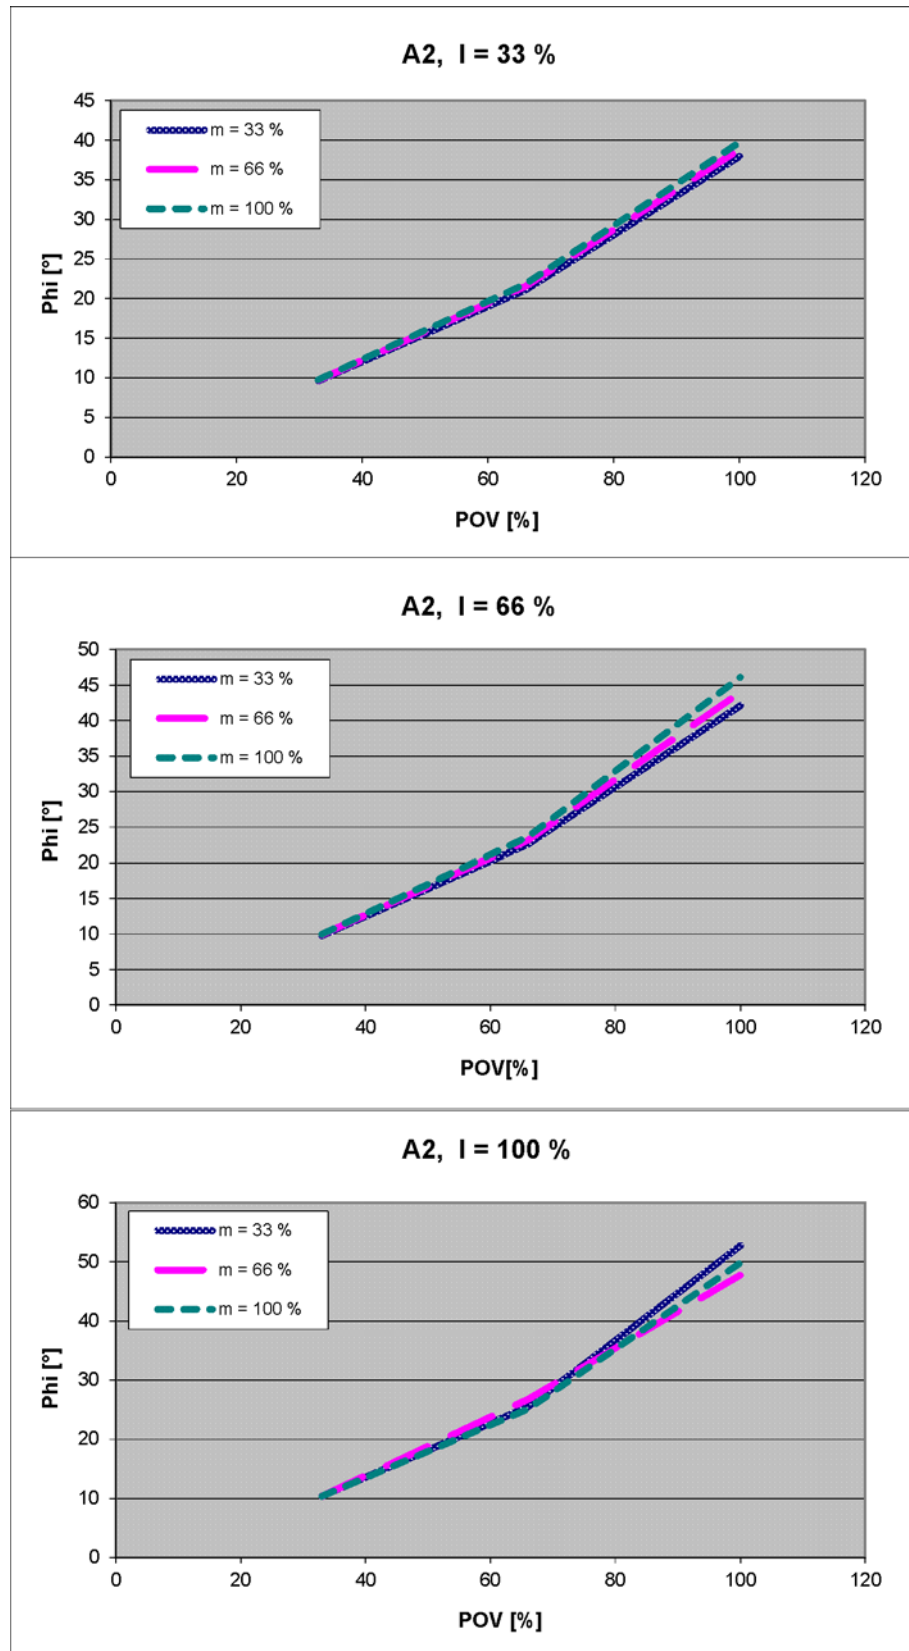 A2, I = 33 %
45
40
35
30
25
20
15
10
5
0
Phi [°]
m = 33 %
m = 66 %
m = 100 %
0 20 40 60 80 100 120
POV [%]
A2, I = 66 %
50
45
40
35
30
25
20
15
10
5
0
Phi [°]
m = 33 %
m = 66 %
m = 100 %
0 20 40 60 80 100 120
POV[%]
A2, I = 100 %
60
50
40
30
20
10
0
Phi [°]
m = 33 %
m = 66 %
m = 100 %
0 20 40 60 80 100 120
POV [%]